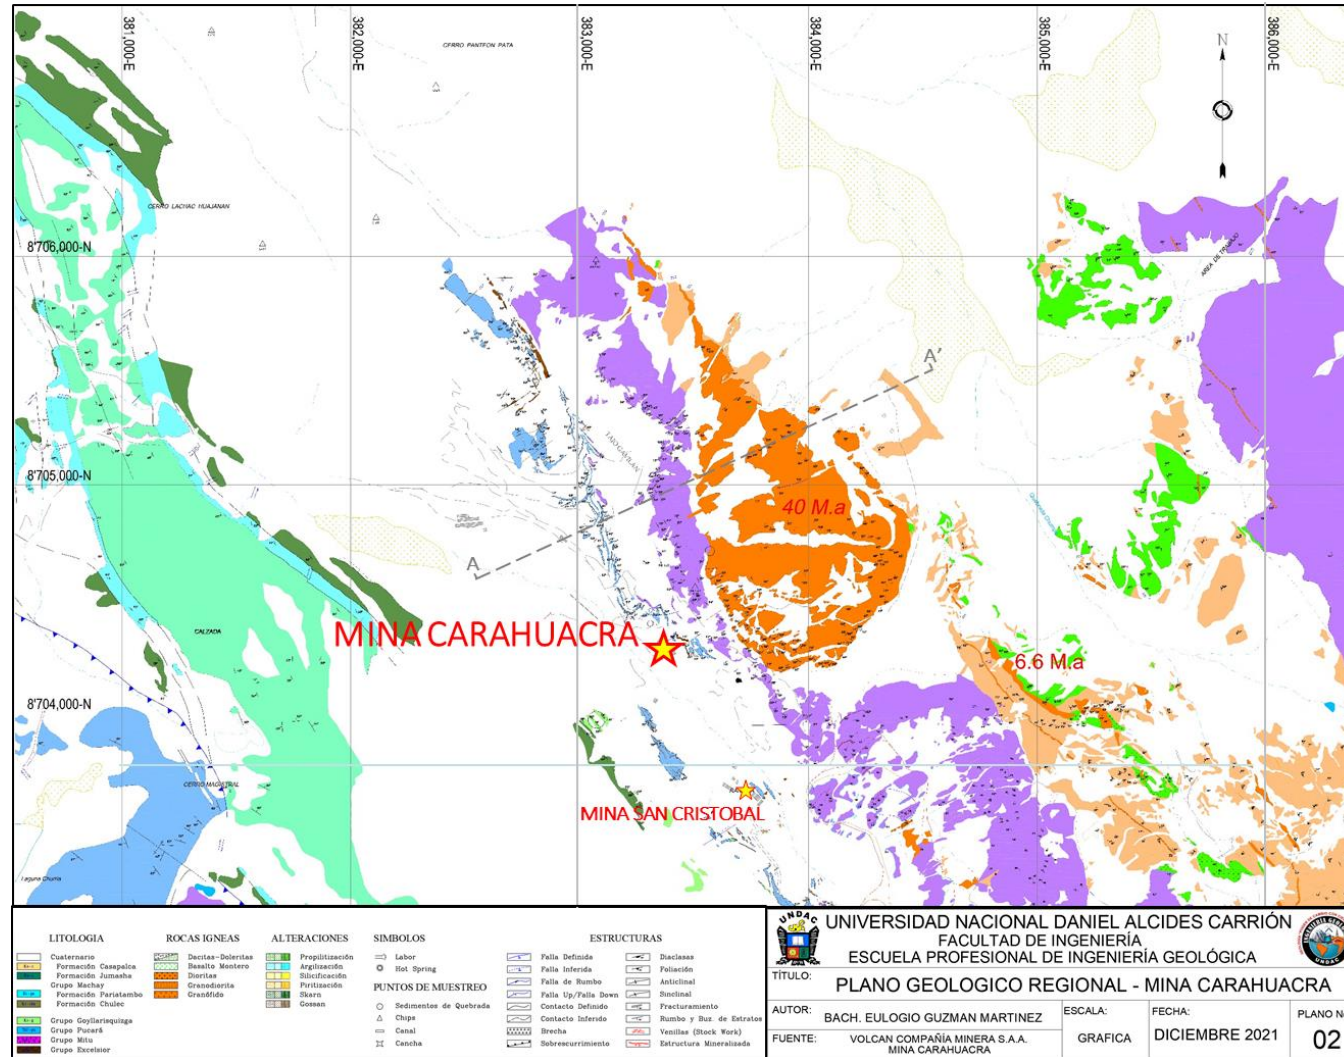 381,000-E
382,000-E
383,000-E
384,000-E
385,000-E
386,000-E
CERRO PANTEON PATA
N
CERRO LACHAC HUAJANAN
8'706,000-N
AREA DE TRABAJO
A'
TAJO GAVILAN
8'705,000-N
40 M.a
A
CALZADA
MINA CARAHUACRA
6.6 M.a
8'704,000-N
CERRO MAGISTRAL
MINA SAN CRISTOBAL
Laguna Churra
LITOLOGIA
Cuaternario
Formación Casapalca
Formación Jumasha
Grupo Machay
Formación Pariatambo
Formación Chulec
Grupo Goyllarisquizga
Grupo Pucará
Grupo Mitu
Grupo Excelsior
ROCAS IGNEAS
Dacitas-Doleritas
Basalto Montero
Dioritas
Granodiorita
Granófido
ALTERACIONES
Propilitización
Argilización
Silicificación
Piritización
Skarn
Gossan
SIMBOLOS
Labor
Hot Spring
PUNTOS DE MUESTREO
Sedimentos de Quebrada
Chips
Canal
Cancha
ESTRUCTURAS
Falla Definida
Falla Inferida
Falla de Rumbo
Falla Up/Falla Down
Contacto Definido
Contacto Inferido
Brecha
Sobrescurrimiento
Diaclasas
Foliación
Anticlinal
Sinclinal
Fracturamiento
Rumbo y Buz. de Estratos
Venillas (Stock Work)
Estructura Mineralizada
UNDAC
UNIVERSIDAD NACIONAL DANIEL ALCIDES CARRIÓN
FACULTAD DE INGENIERÍA
ESCUELA PROFESIONAL DE INGENIERÍA GEOLÓGICA
TÍTULO:
PLANO GEOLOGICO REGIONAL - MINA CARAHUACRA
AUTOR: BACH. EULOGIO GUZMAN MARTINEZ
FUENTE: VOLCAN COMPAÑÍA MINERA S.A.A.
MINA CARAHUACRA
ESCALA:
GRAFICA
FECHA:
DICIEMBRE 2021
PLANO N
02